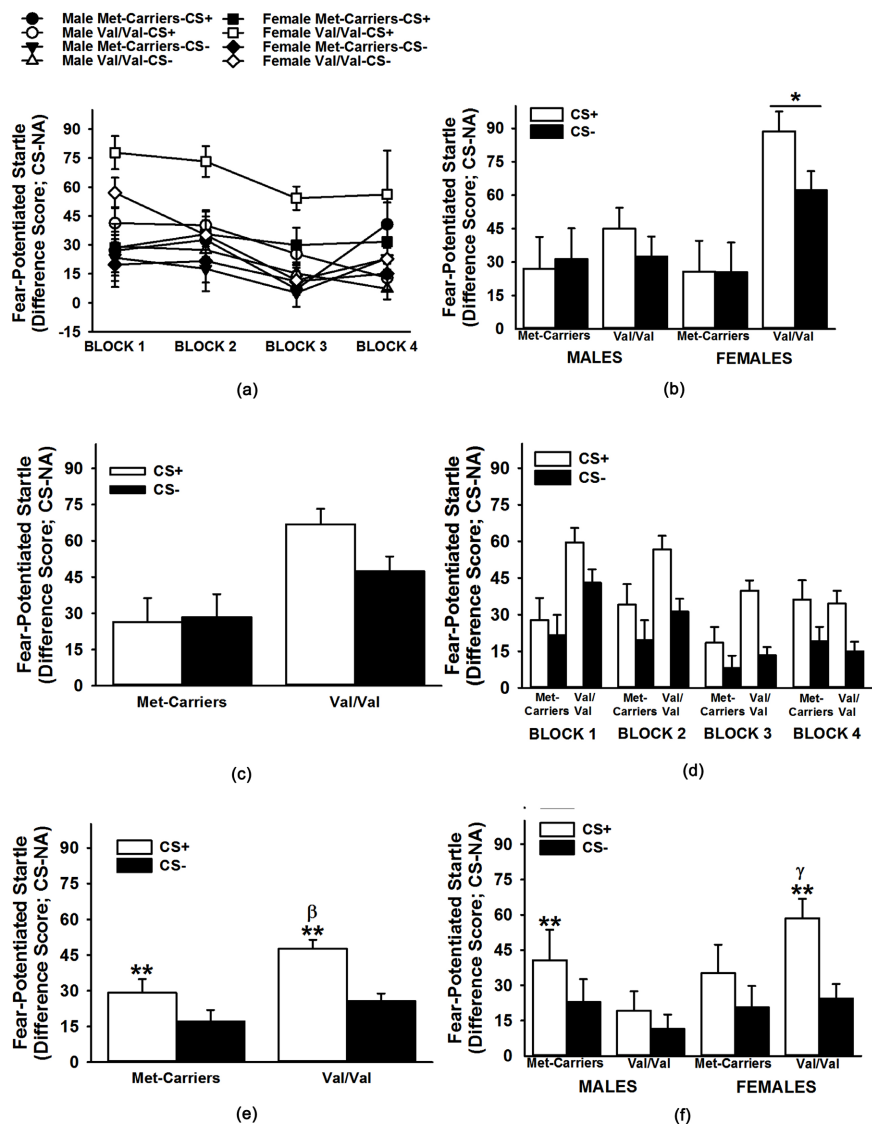 Male Met-Carriers-CS+ Female Met-Carriers-CS+
Male Val/Val-CS+ Female Val/Val-CS+
Male Met-Carriers-CS- Female Met-Carriers-CS-
Male Val/Val-CS- Female Val/Val-CS-
Fear-Potentiated Startle
(Difference Score; CS-NA)
90
75
60
45
30
15
0
-15
BLOCK 1 BLOCK 2 BLOCK 3 BLOCK 4
(a)
Fear-Potentiated Startle
(Difference Score; CS-NA)
90
75
60
45
30
15
CS+
CS-
*
Met-Carriers Val/Val Met-Carriers Val/Val
MALES FEMALES
(b)
Fear-Potentiated Startle
(Difference Score; CS-NA)
90
75
60
45
30
15
0
CS+
CS-
Met-Carriers Val/Val
(c)
Fear-Potentiated Startle
(Difference Score; CS-NA)
90
75
60
45
30
15
0
CS+
CS-
Met- Val/ Met- Val/ Met- Val/ Met- Val/
Carriers Val Carriers Val Carriers Val Carriers Val
BLOCK 1 BLOCK 2 BLOCK 3 BLOCK 4
(d)
Fear-Potentiated Startle
(Difference Score; CS-NA)
90
75
60
45
30
15
0
CS+
CS-
**
β
**
Met-Carriers Val/Val
(e)
Fear-Potentiated Startle
(Difference Score; CS-NA)
90
75
60
45
30
15
0
CS+
CS-
**
γ
**
Met-Carriers Val/Val Met-Carriers Val/Val
MALES FEMALES
(f)